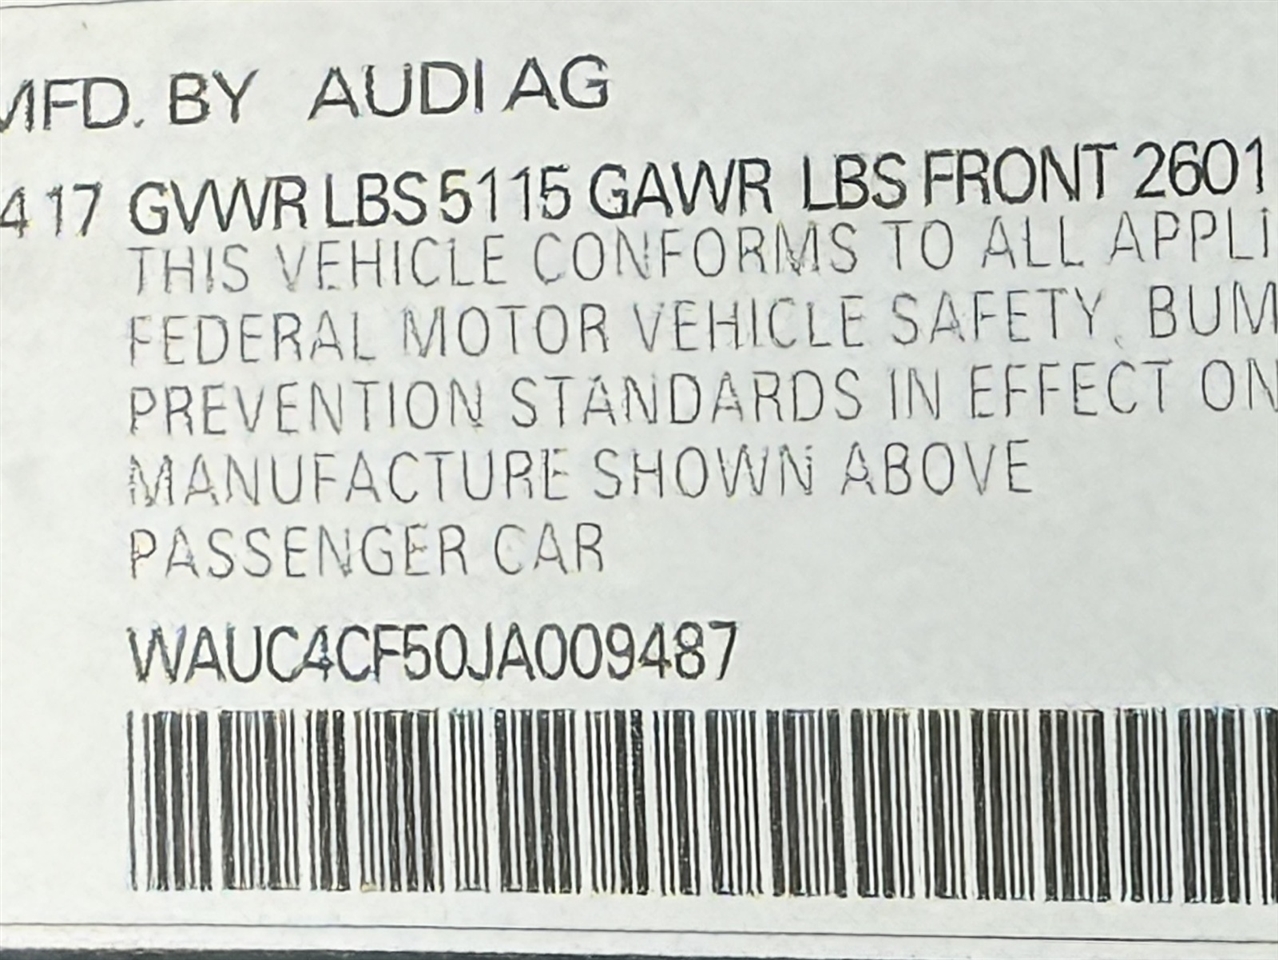 MFD. BY AUDI AG
4 17 GVWR LBS 5115 GAWR LBS FRONT 2601
THIS VEHICLE CONFORMS TO ALL APPLI
FEDERAL MOTOR VEHICLE SAFETY, BUM
PREVENTION STANDARDS IN EFFECT ON
MANUFACTURE SHOWN ABOVE
PASSENGER CAR
WAUC4CF50JA009487